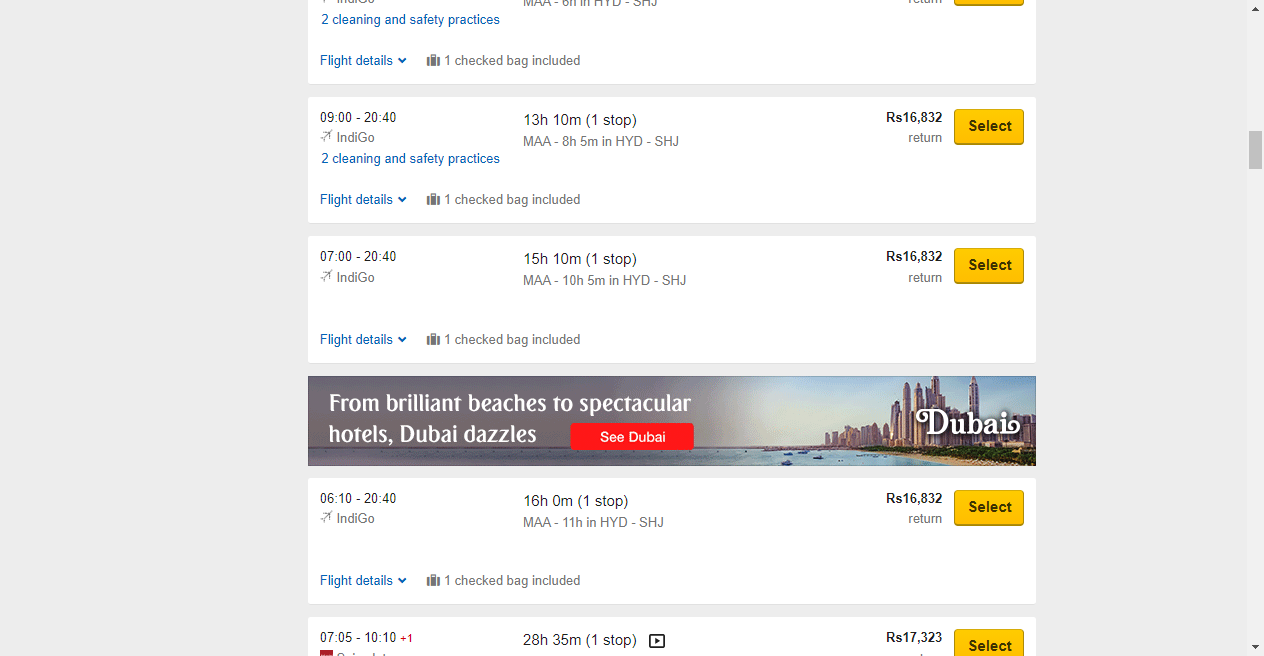 IndiGo
MAA - 6h in HYD - SHJ
return
2 cleaning and safety practices
Flight details
1 checked bag included
09:00 - 20:40
13h 10m (1 stop)
Rs16,832
Select
IndiGo
MAA - 8h 5m in HYD - SHJ
return
2 cleaning and safety practices
Flight details
1 checked bag included
07:00 - 20:40
15h 10m (1 stop)
Rs16,832
Select
IndiGo
MAA - 10h 5m in HYD - SHJ
return
Flight details
1 checked bag included
From brilliant beaches to spectacular
hotels, Dubai dazzles
See Dubai
Dubai
06:10 - 20:40
16h 0m (1 stop)
Rs16,832
Select
IndiGo
MAA - 11h in HYD - SHJ
return
Flight details
1 checked bag included
07:05 - 10:10 +1
28h 35m (1 stop)
Rs17,323
Select